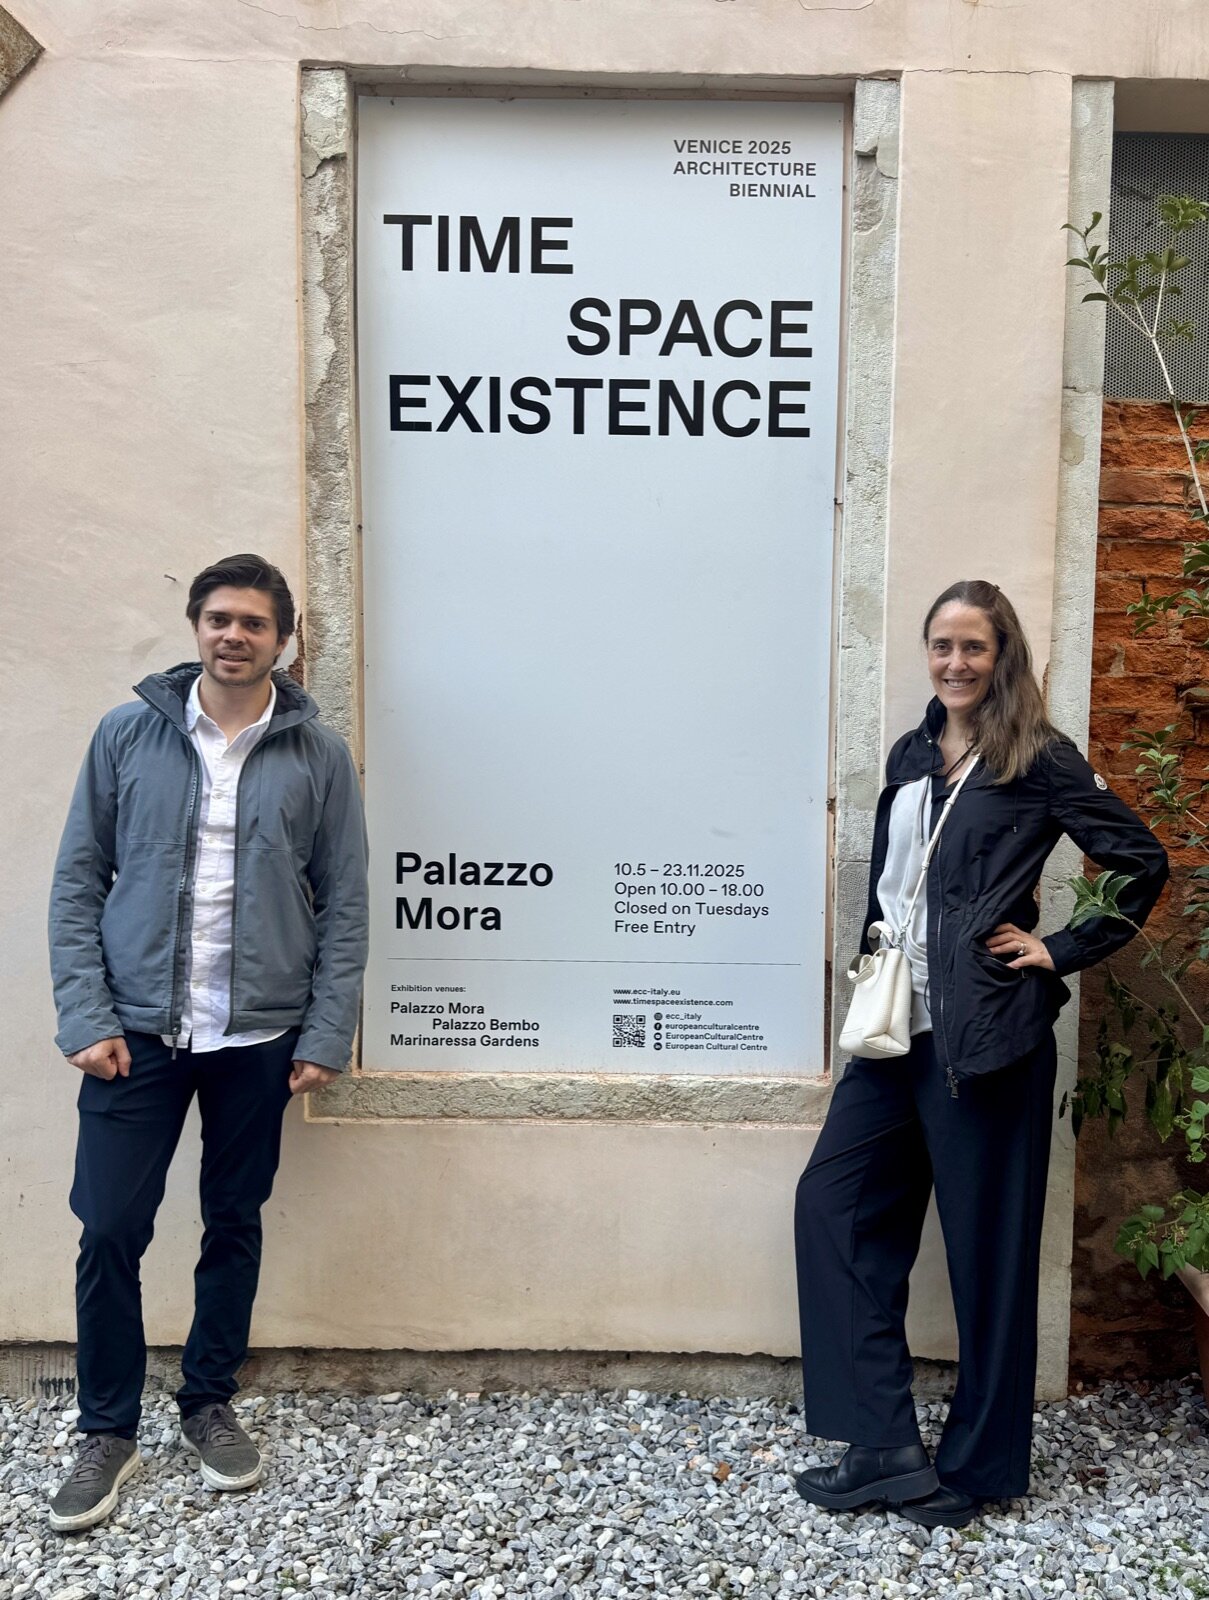 VENICE 2025
ARCHITECTURE
BIENNIAL
TIME
SPACE
EXISTENCE
Palazzo
Mora
10.5 – 23.11.2025
Open 10.00 – 18.00
Closed on Tuesdays
Free Entry
Exhibition venues:
Palazzo Mora
Palazzo Bembo
Marinaressa Gardens
www.ecc-italy.eu
www.timespaceexistence.com
ecc_italy
europeanculturalcentre
EuropeanCulturalCentre
European Cultural Centre